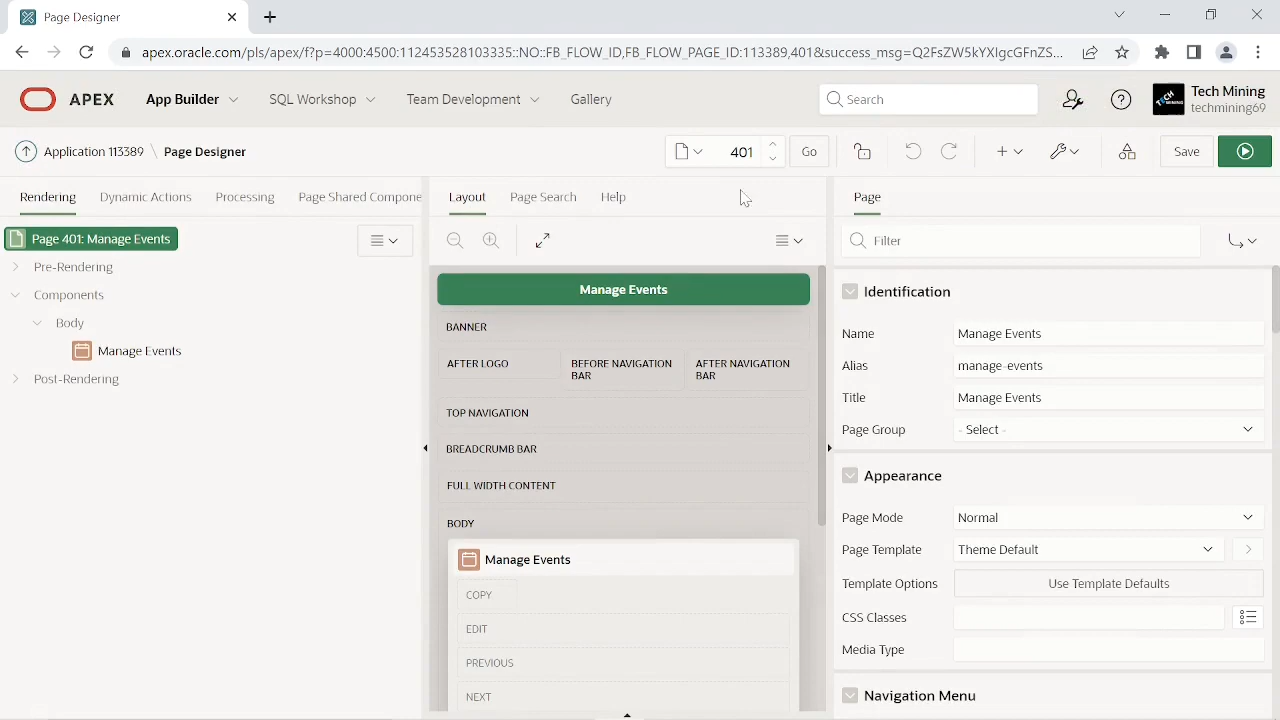 Page Designer
apex.oracle.com/pls/apex/f?p=4000:4500:112453528103335::NO::FB_FLOW_ID,FB_FLOW_PAGE_ID:113389,401&success_msg=Q2FsZW5kYXIgcGFnZS...
APEX
App Builder
SQL Workshop
Team Development
Gallery
Search
TECH MINING
Tech Mining
techmining69
Application 113389 \ Page Designer
401
Go
Save
Rendering
Dynamic Actions
Processing
Page Shared Compone
Layout
Page Search
Help
Page
Page 401: Manage Events
Pre-Rendering
Components
Body
Manage Events
Post-Rendering
Manage Events
BANNER
AFTER LOGO
BEFORE NAVIGATION
BAR
AFTER NAVIGATION
BAR
TOP NAVIGATION
BREADCRUMB BAR
FULL WIDTH CONTENT
BODY
Manage Events
COPY
EDIT
PREVIOUS
NEXT
Filter
Identification
Name
Manage Events
Alias
manage-events
Title
Manage Events
Page Group
- Select -
Appearance
Page Mode
Normal
Page Template
Theme Default
Template Options
Use Template Defaults
CSS Classes
Media Type
Navigation Menu